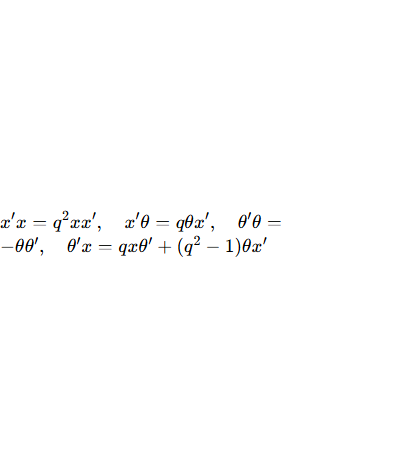 x′x = q²xx′, x′θ = qθx′, θ′θ =
−θθ′, θ′x = qxθ′ + (q² − 1)θx′